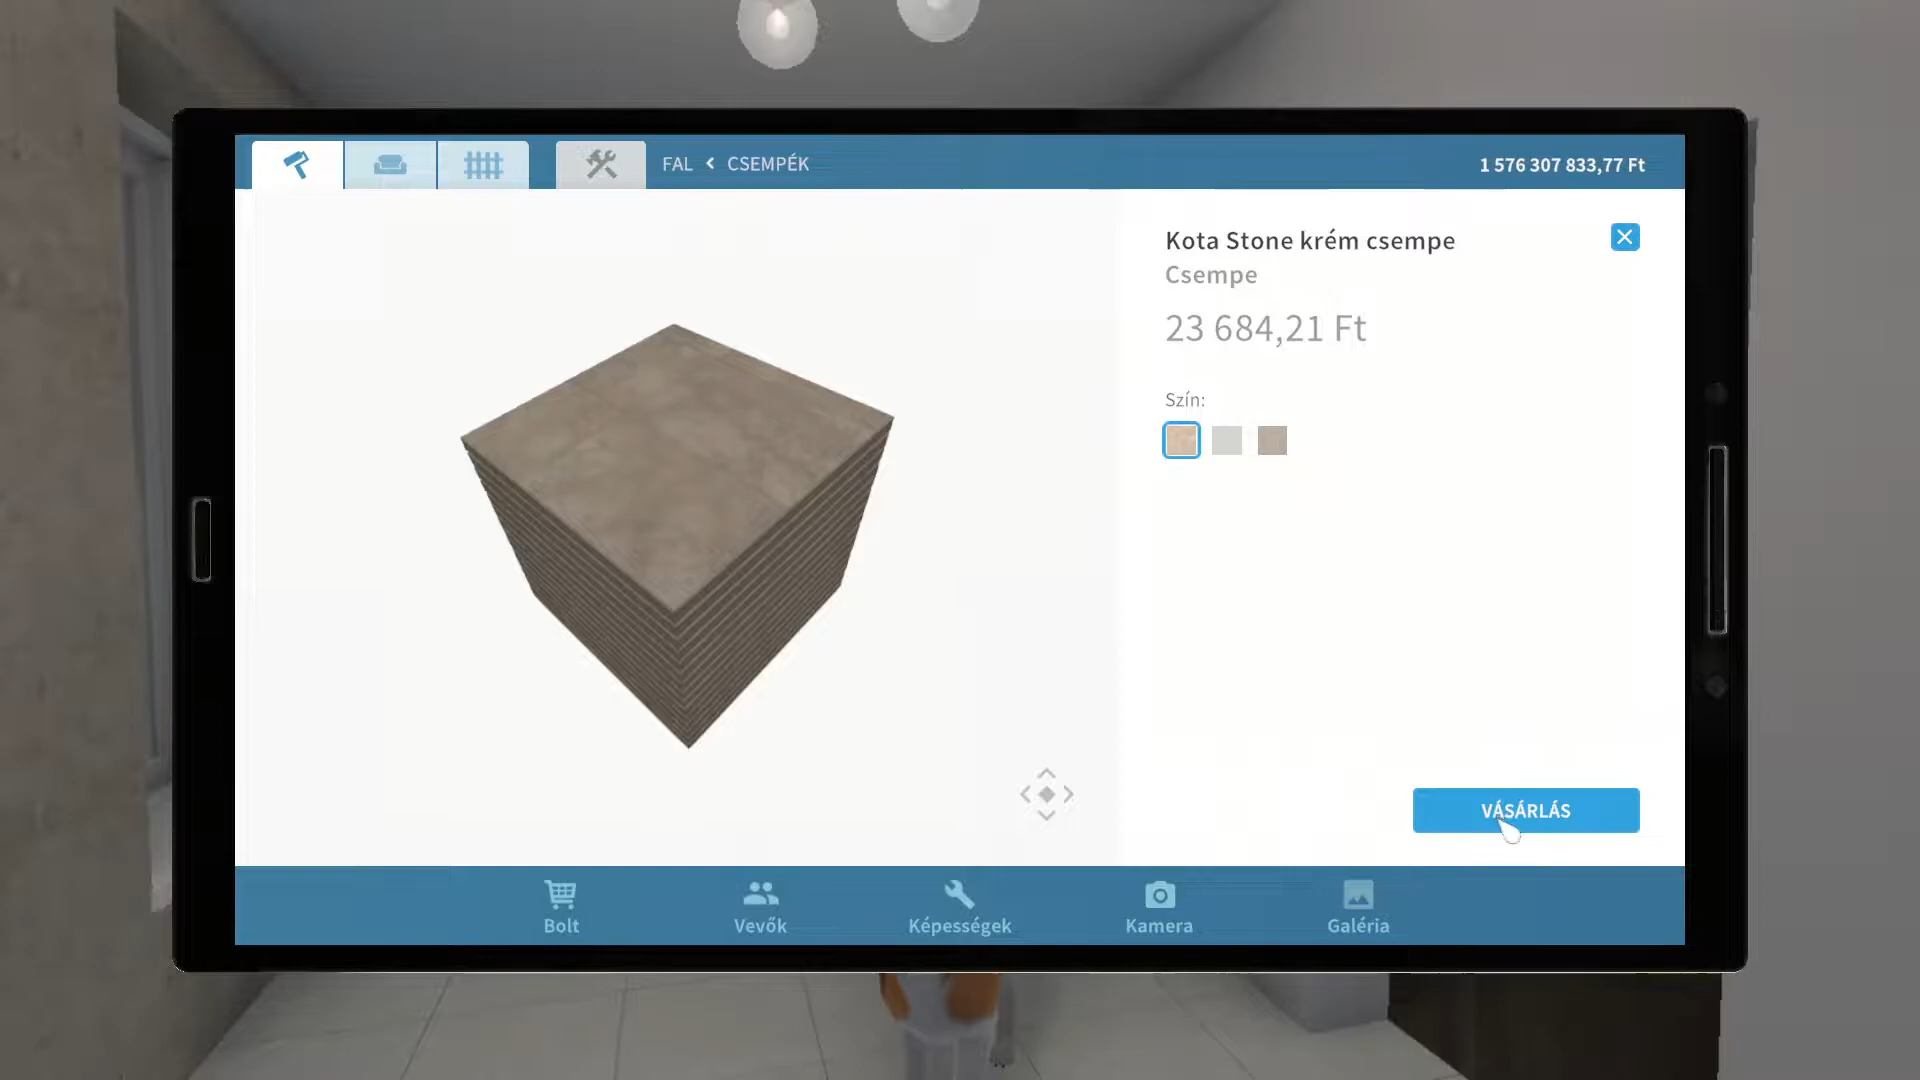 FAL < CSEMPÉK
1 576 307 833,77 Ft
Kota Stone krém csempe
Csempe
23 684,21 Ft
Szín:
VÁSÁRLÁS
Bolt
Vevők
Képességek
Kamera
Galéria